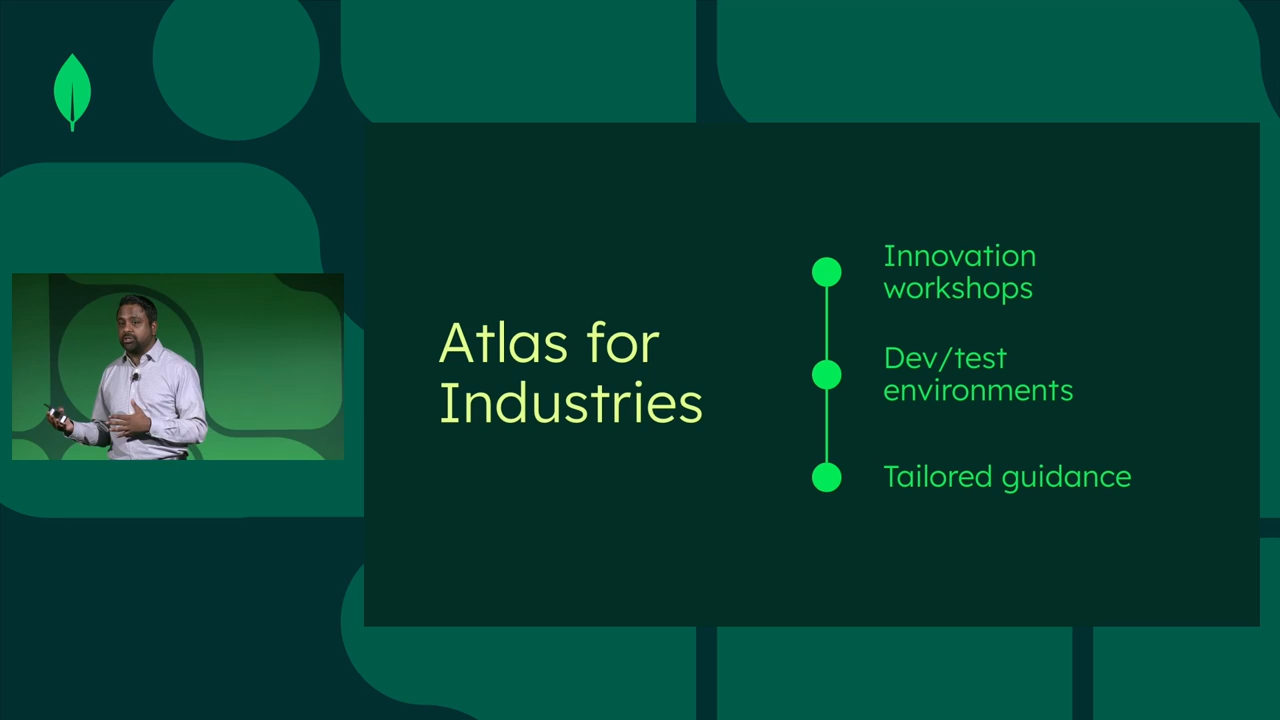 Atlas for
Industries
Innovation
workshops
Dev/test
environments
Tailored guidance